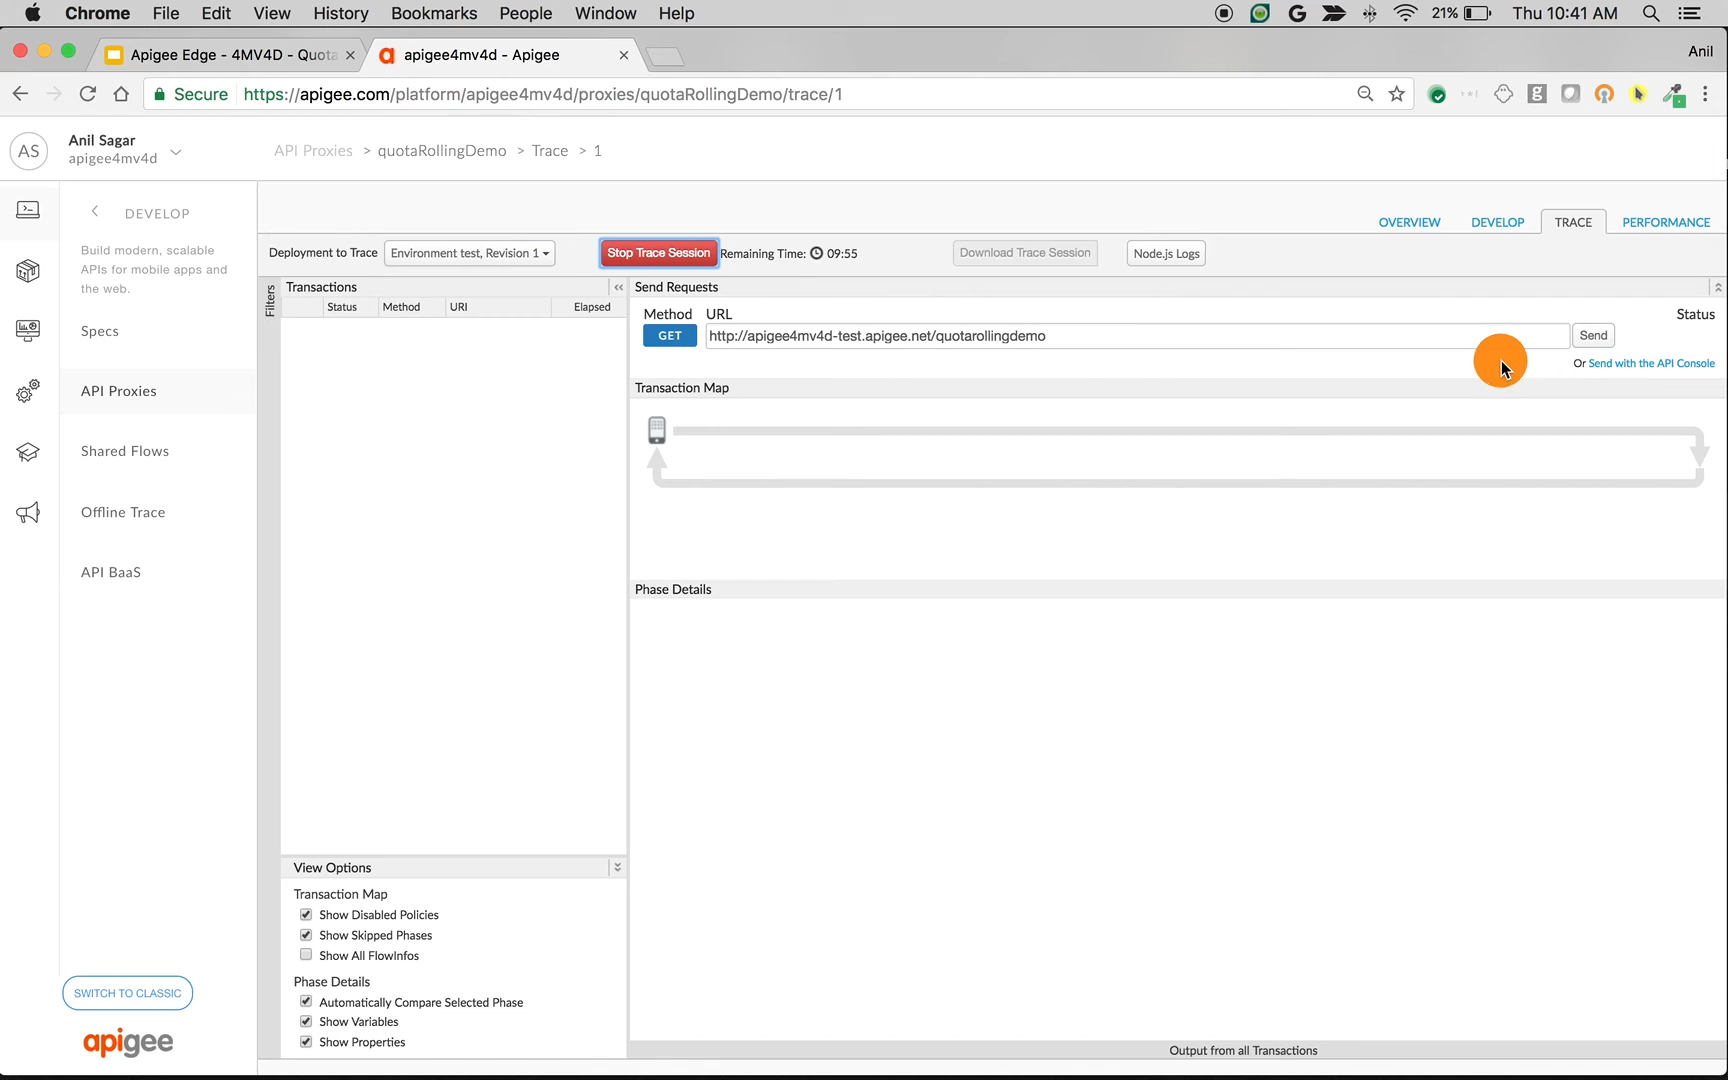 Chrome File Edit View History Bookmarks People Window Help 21% Thu 10:41 AM
Apigee Edge - 4MV4D - Quota apigee4mv4d - Apigee Anil
Secure https://apigee.com/platform/apigee4mv4d/proxies/quotaRollingDemo/trace/1
AS Anil Sagar
apigee4mv4d
API Proxies > quotaRollingDemo > Trace > 1
DEVELOP
Build modern, scalable
APIs for mobile apps and
the web.
Specs
API Proxies
Shared Flows
Offline Trace
API BaaS
SWITCH TO CLASSIC
apigee
OVERVIEW DEVELOP TRACE PERFORMANCE
Deployment to Trace Environment test, Revision 1 Stop Trace Session Remaining Time: 09:55 Download Trace Session Node.js Logs
Filters
Transactions
Status Method URI Elapsed
View Options
Transaction Map
Show Disabled Policies
Show Skipped Phases
Show All FlowInfos
Phase Details
Automatically Compare Selected Phase
Show Variables
Show Properties
Send Requests
Method URL Status
GET http://apigee4mv4d-test.apigee.net/quotarollingdemo Send
Or Send with the API Console
Transaction Map
Phase Details
Output from all Transactions